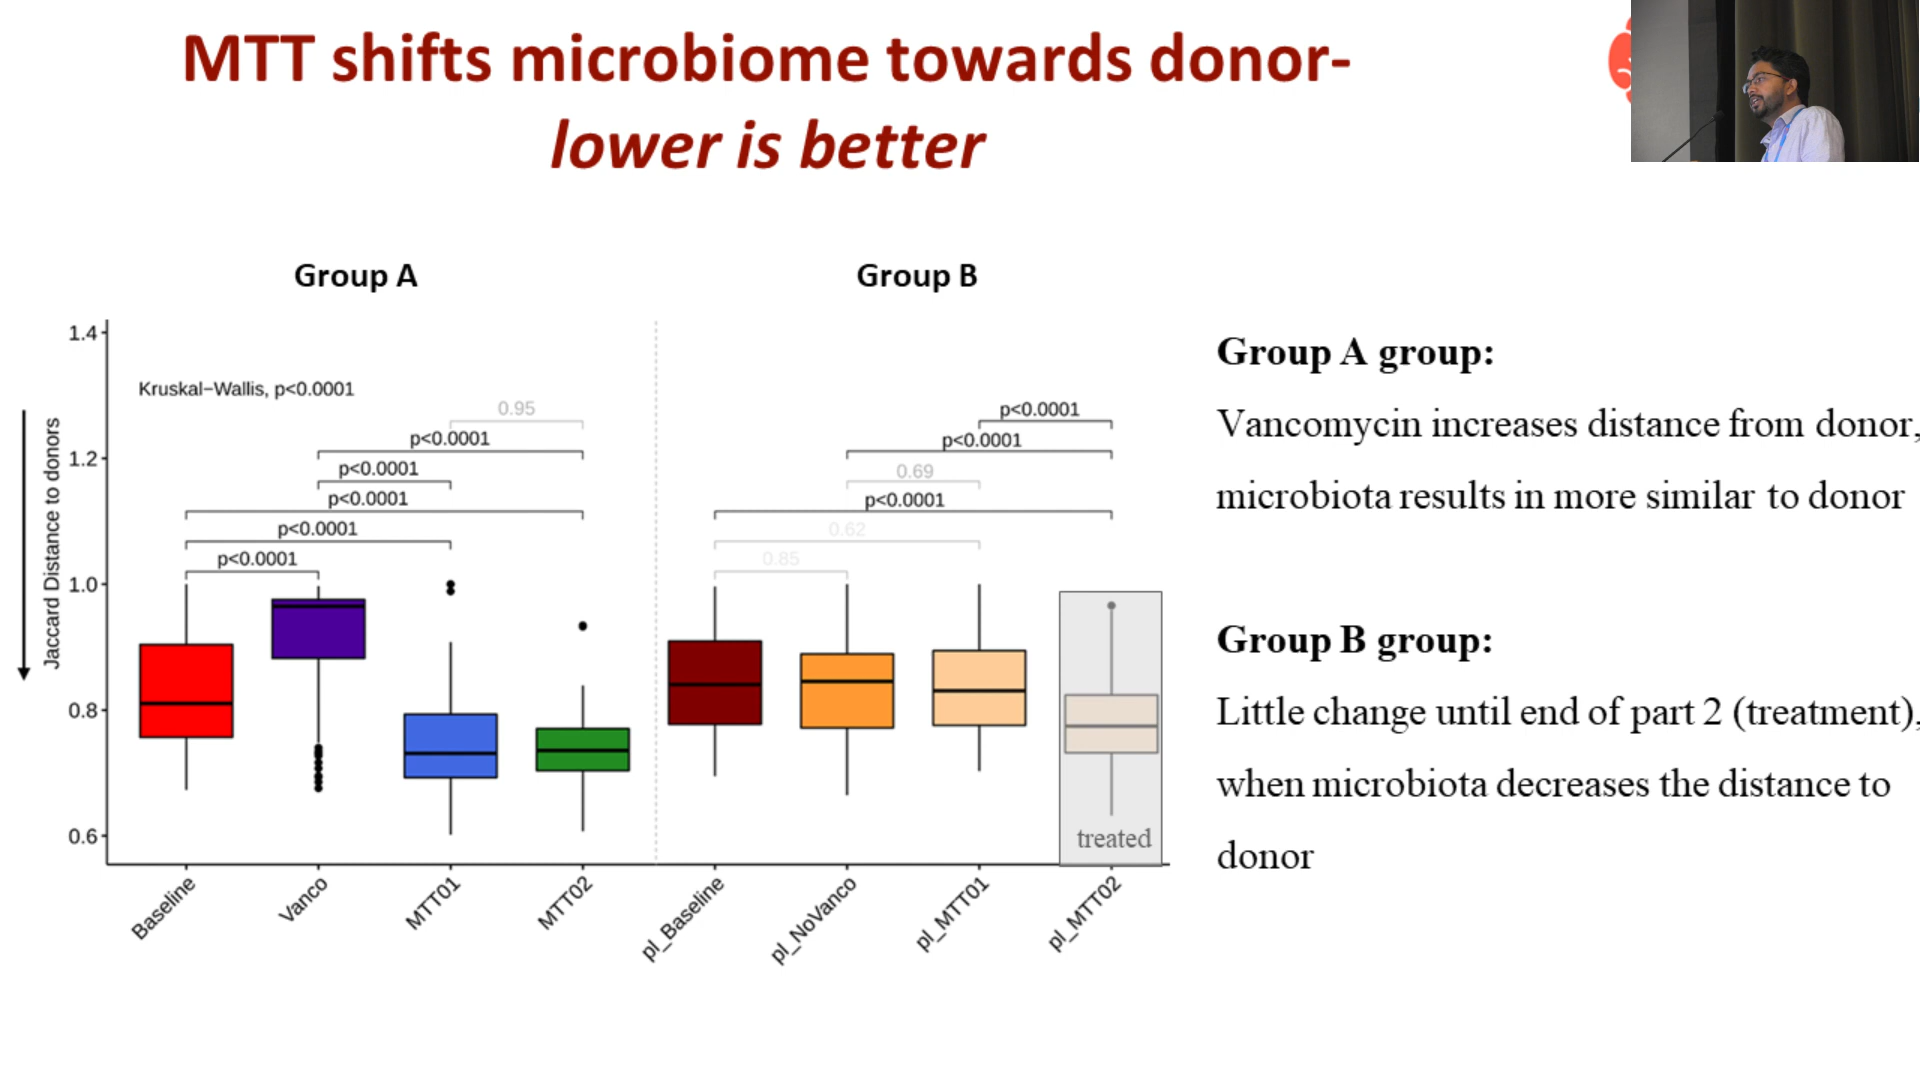 MTT shifts microbiome towards donor-
lower is better
Group A
Group B
Jaccard Distance to donors
1.4
1.2
1.0
0.8
0.6
Kruskal−Wallis, p<0.0001
0.95
p<0.0001
p<0.0001
p<0.0001
p<0.0001
p<0.0001
p<0.0001
p<0.0001
0.69
p<0.0001
0.62
0.85
treated
Baseline
Vanco
MTT01
MTT02
pl_Baseline
pl_NoVanco
pl_MTT01
pl_MTT02
Group A group:
Vancomycin increases distance from donor,
microbiota results in more similar to donor
Group B group:
Little change until end of part 2 (treatment),
when microbiota decreases the distance to
donor